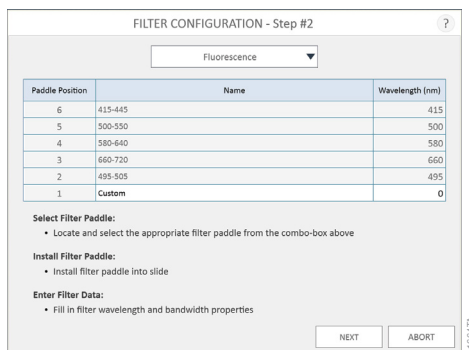 FILTER CONFIGURATION - Step #2
?
Fluorescence
Paddle Position Name Wavelength (nm)
6 415-445 415
5 500-550 500
4 580-640 580
3 660-720 660
2 495-505 495
1 Custom 0
Select Filter Paddle:
• Locate and select the appropriate filter paddle from the combo-box above
Install Filter Paddle:
• Install filter paddle into slide
Enter Filter Data:
• Fill in filter wavelength and bandwidth properties
NEXT ABORT